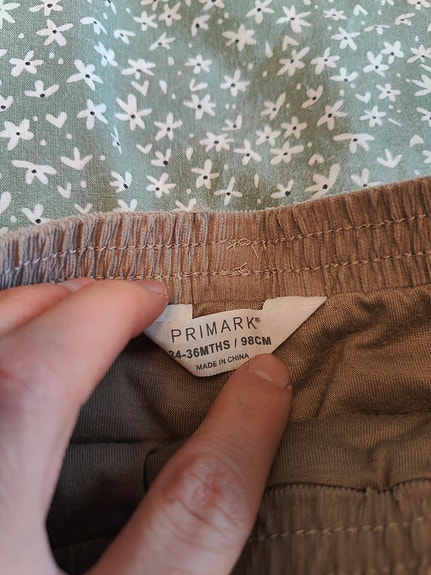 PRIMARK®
24-36MTHS / 98CM
MADE IN CHINA